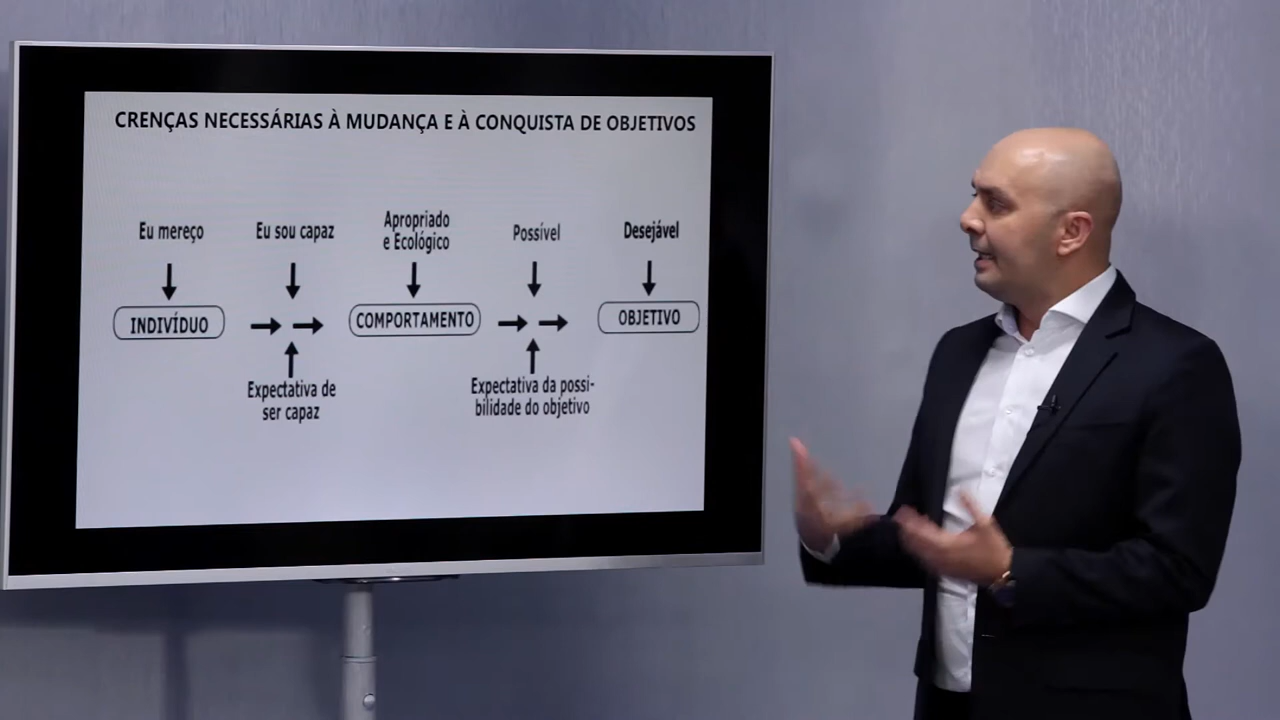 CRENÇAS NECESSÁRIAS À MUDANÇA E À CONQUISTA DE OBJETIVOS
Eu mereço
Eu sou capaz
Apropriado
e Ecológico
Possível
Desejável
INDIVÍDUO
COMPORTAMENTO
OBJETIVO
Expectativa de
ser capaz
Expectativa da possi-
bilidade do objetivo